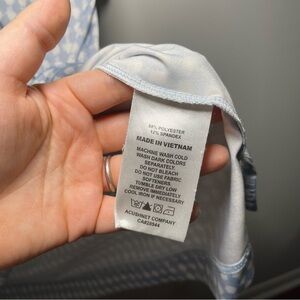 88% POLYESTER
12% SPANDEX
MADE IN VIETNAM
MACHINE WASH COLD
WASH DARK COLORS
SEPARATELY.
DO NOT BLEACH
DO NOT USE FABRIC
SOFTENERS
TUMBLE DRY LOW
REMOVE IMMEDIATELY
COOL IRON IF NECESSARY
ACUSHNET COMPANY